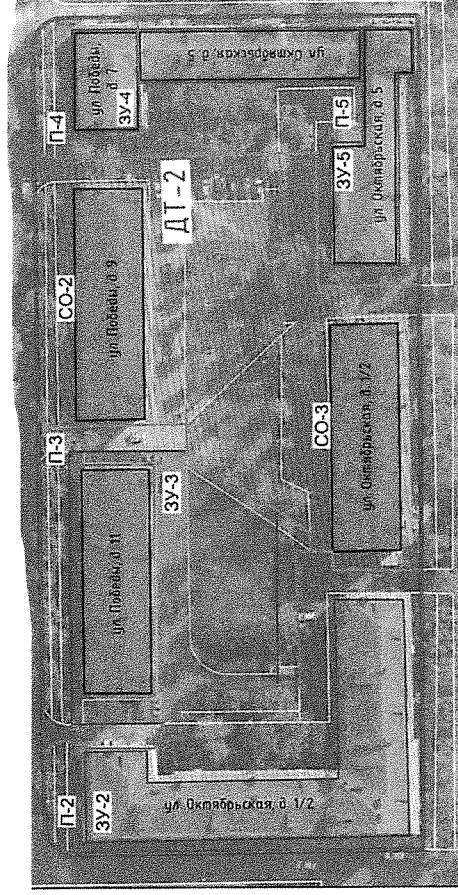 П-4
ул. Победы,
д. 7
ЗУ-4
ул. Октябрьская, д. 3
П-5
ЗУ-5
ул. Октябрьская, д. 5
ДТ-2
СО-2
ул. Победы, д. 9
П-3
ЗУ-3
СО-3
ул. Октябрьская, д. 1/2
ул. Победы, д. 11
П-2
ЗУ-2
ул. Октябрьская, д. 1/2